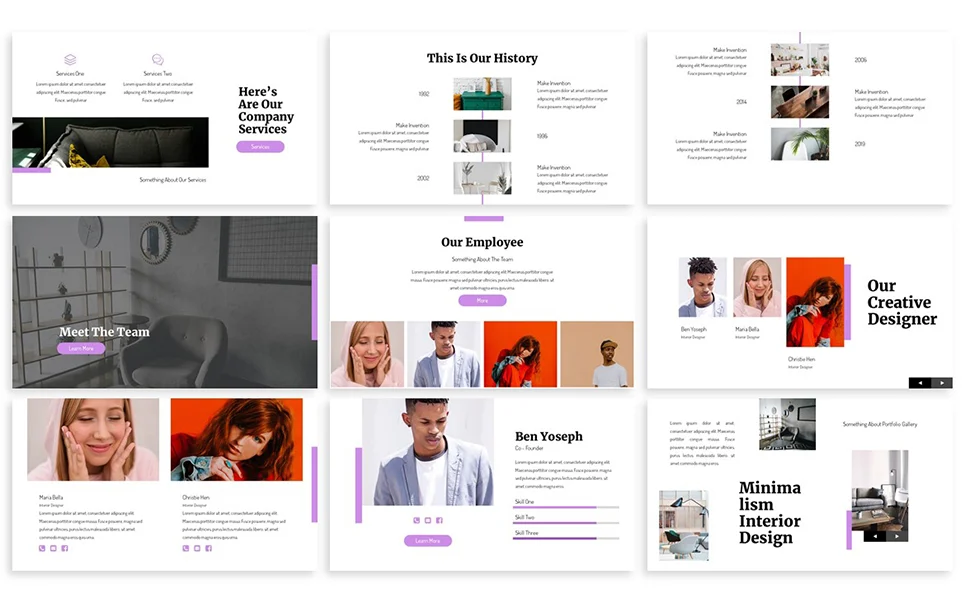 Services One
Lorem ipsum dolor sit amet, consectetuer
adipiscing elit. Maecenas porttitor congue
Fusce, sed pulvinar
Services Two
Lorem ipsum dolor sit amet, consectetuer
adipiscing elit. Maecenas porttitor congue
Fusce, sed pulvinar
Here's
Are Our
Company
Services
Services
Something About Our Services
This Is Our History
1992
Make Invention
Lorem ipsum dolor sit amet, consectetuer
adipiscing elit. Maecenas porttitor congue
Fusce posuere, magna sed pulvinar
Make Invention
Lorem ipsum dolor sit amet, consectetuer
adipiscing elit. Maecenas porttitor congue
Fusce posuere, magna sed pulvinar
1996
2002
Make Invention
Lorem ipsum dolor sit amet, consectetuer
adipiscing elit. Maecenas porttitor congue
Fusce posuere, magna sed pulvinar
Make Invention
Lorem ipsum dolor sit amet, consectetuer
adipiscing elit. Maecenas porttitor congue
Fusce posuere, magna sed pulvinar
2014
Make Invention
Lorem ipsum dolor sit amet, consectetuer
adipiscing elit. Maecenas porttitor congue
Fusce posuere, magna sed pulvinar
Make Invention
Lorem ipsum dolor sit amet, consectetuer
adipiscing elit. Maecenas porttitor congue
Fusce posuere, magna sed pulvinar
2019
Meet The Team
Learn More
Our Employee
Something About The Team
Lorem ipsum dolor sit amet, consectetuer adipiscing elit. Maecenas porttitor congue
massa. Fusce posuere, magna sed pulvinar ultricies, purus lectus malesuada libero, sit
amet commodo magna eros quis urna.
More
Ben Yoseph
Interior Designer
Maria Bella
Interior Designer
Christie Hen
Interior Designer
Our
Creative
Designer
Maria Bella
Interior Designer
Lorem ipsum dolor sit amet, consectetuer adipiscing elit.
Maecenas porttitor congue massa. Fusce posuere, magna sed
pulvinar ultricies, purus lectus malesuada libero, sit amet
commodo magna eros quis urna.
Christie Hen
Interior Designer
Lorem ipsum dolor sit amet, consectetuer adipiscing elit.
Maecenas porttitor congue massa. Fusce posuere, magna sed
pulvinar ultricies, purus lectus malesuada libero, sit amet
commodo magna eros quis urna.
Learn More
Ben Yoseph
Co - Founder
Lorem ipsum dolor sit amet, consectetuer adipiscing elit.
Maecenas porttitor congue massa. Fusce posuere, magna sed
pulvinar ultricies, purus lectus malesuada libero, sit amet
commodo magna eros.
Skill One
Skill Two
Skill Three
Lorem ipsum dolor sit amet,
consectetuer adipiscing elit. Maecenas
porttitor congue massa. Fusce
posuere, magna sed pulvinar ultricies,
purus lectus malesuada libero, sit amet
commodo magna eros.
Something About Portfolio Gallery
Minima
lism
Interior
Design